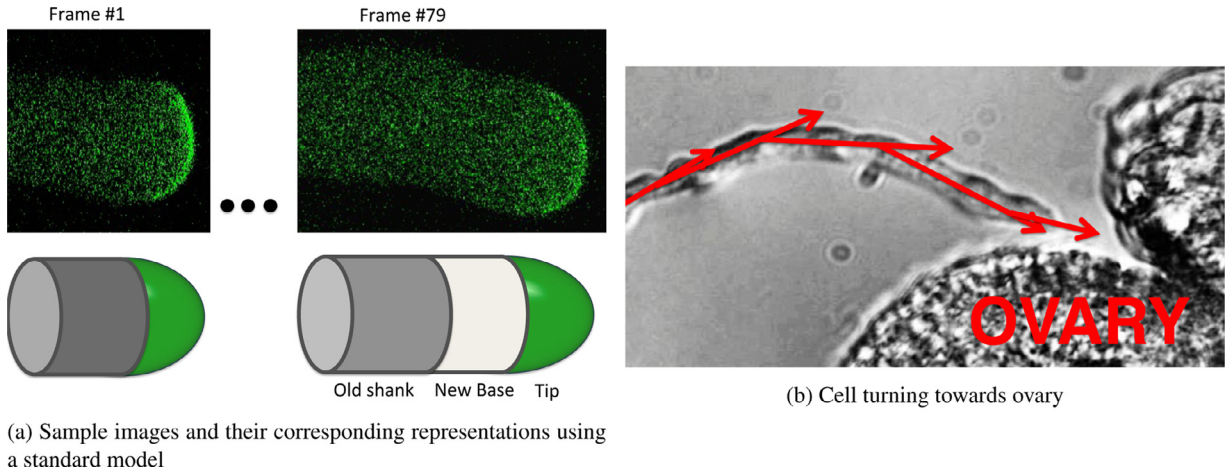 Frame #1
Frame #79
Old shank
New Base
Tip
(a) Sample images and their corresponding representations using
a standard model
OVARY
(b) Cell turning towards ovary